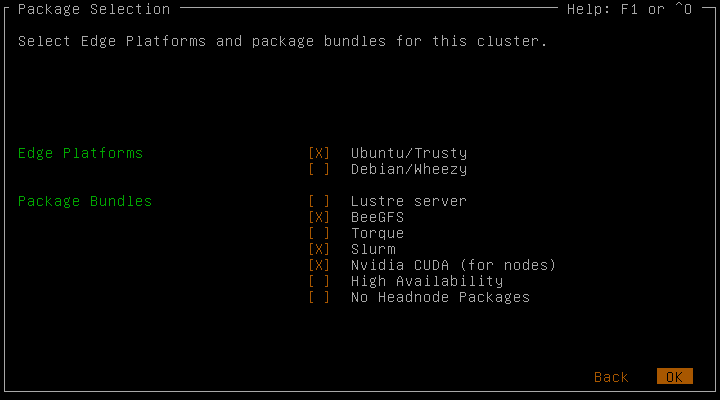 Package Selection Help: F1 or ^O
Select Edge Platforms and package bundles for this cluster.
Edge Platforms [X] Ubuntu/Trusty
[ ] Debian/Wheezy
Package Bundles [ ] Lustre server
[X] BeeGFS
[ ] Torque
[X] Slurm
[X] Nvidia CUDA (for nodes)
[ ] High Availability
[ ] No Headnode Packages
Back OK